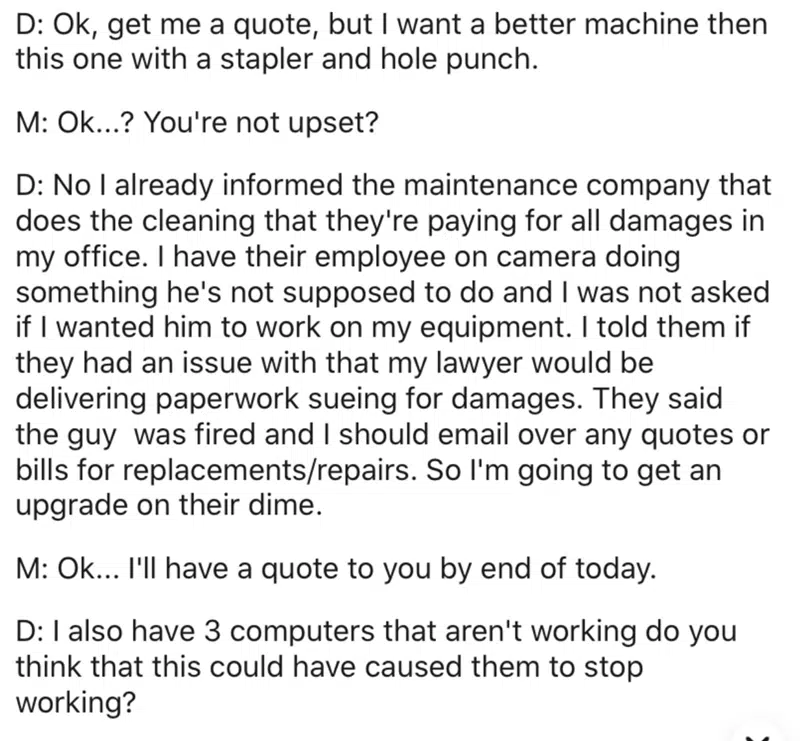 D: Ok, get me a quote, but I want a better machine then
this one with a stapler and hole punch.
M: Ok...? You're not upset?
D: No I already informed the maintenance company that
does the cleaning that they're paying for all damages in
my office. I have their employee on camera doing
something he's not supposed to do and I was not asked
if I wanted him to work on my equipment. I told them if
they had an issue with that my lawyer would be
delivering paperwork sueing for damages. They said
the guy  was fired and I should email over any quotes or
bills for replacements/repairs. So I'm going to get an
upgrade on their dime.
M: Ok... I'll have a quote to you by end of today.
D: I also have 3 computers that aren't working do you
think that this could have caused them to stop
working?